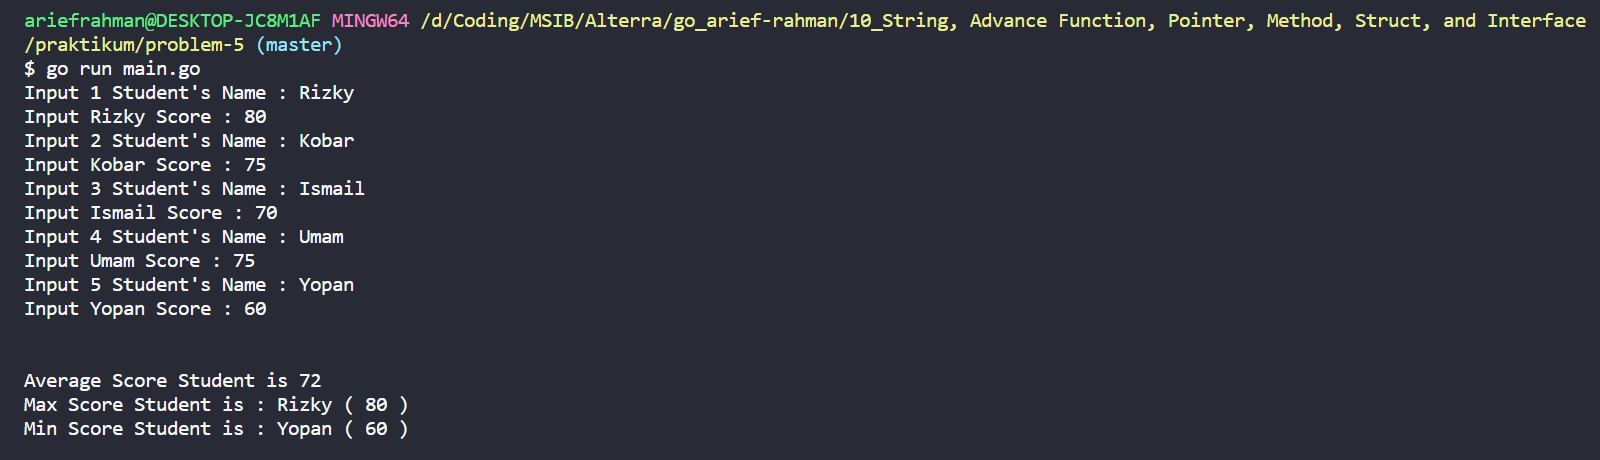 ariefrahman@DESKTOP-JC8M1AF MINGW64 /d/Coding/MSIB/Alterra/go_arief-rahman/10_String, Advance Function, Pointer, Method, Struct, and Interface
/praktikum/problem-5 (master)
$ go run main.go
Input 1 Student's Name : Rizky
Input Rizky Score : 80
Input 2 Student's Name : Kobar
Input Kobar Score : 75
Input 3 Student's Name : Ismail
Input Ismail Score : 70
Input 4 Student's Name : Umam
Input Umam Score : 75
Input 5 Student's Name : Yopan
Input Yopan Score : 60
Average Score Student is 72
Max Score Student is : Rizky ( 80 )
Min Score Student is : Yopan ( 60 )